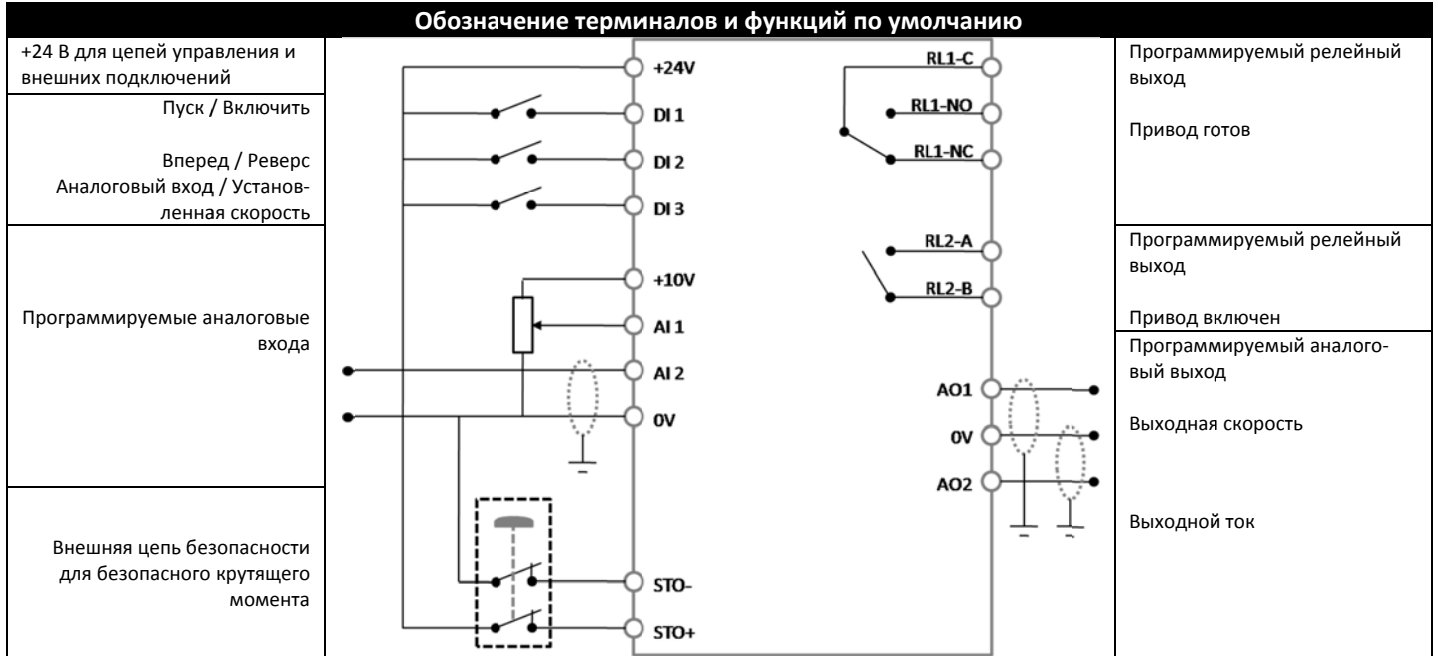 Обозначение терминалов и функций по умолчанию
+24 В для цепей управления и
внешних подключений
Пуск / Включить
Вперед / Реверс
Аналоговый вход / Установ-
ленная скорость
Программируемые аналоговые
входа
Внешняя цепь безопасности
для безопасного крутящего
момента
+24V
DI 1
DI 2
DI 3
+10V
AI 1
AI 2
0V
STO-
STO+
RL1-C
RL1-NO
RL1-NC
RL2-A
RL2-B
AO1
0V
AO2
Программируемый релейный
выход
Привод готов
Программируемый релейный
выход
Привод включен
Программируемый аналого-
вый выход
Выходная скорость
Выходной ток